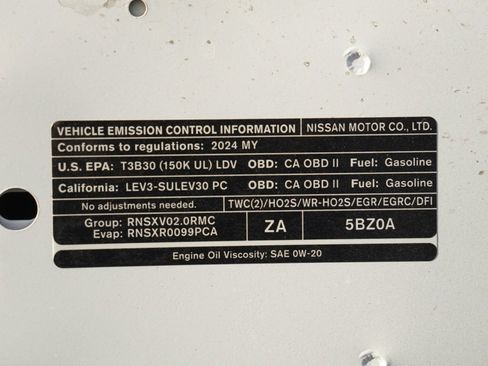 VEHICLE EMISSION CONTROL INFORMATION NISSAN MOTOR CO., LTD.
Conforms to regulations: 2024 MY
U.S. EPA: T3B30 (150K UL) LDV OBD: CA OBD II Fuel: Gasoline
California: LEV3-SULEV30 PC OBD: CA OBD II Fuel: Gasoline
No adjustments needed. TWC(2)/HO2S/WR-HO2S/EGR/EGRC/DFI
Group: RNSXV02.0RMC
Evap: RNSXR0099PCA
ZA
5BZ0A
Engine Oil Viscosity: SAE 0W-20